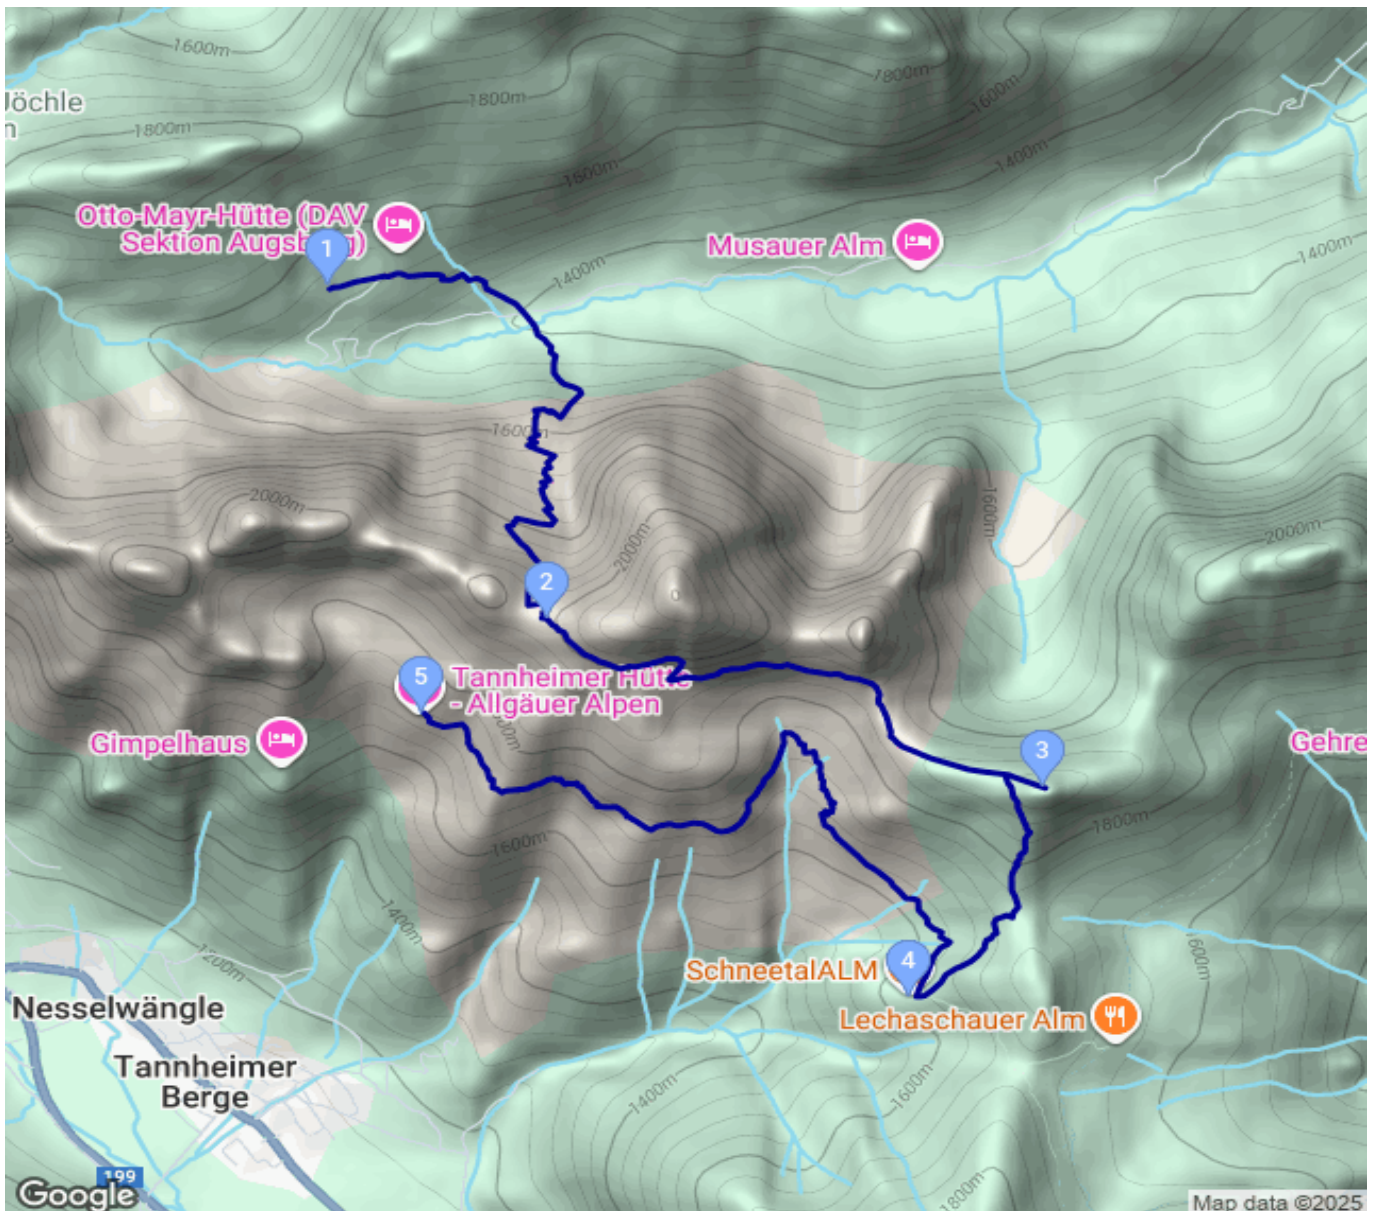 1600m
1800m
1600m
Jöchle
1800m
1800m
n
1400m
1600m
Otto-Mayr-Hütte (DAV
Sektion Augsb g)
1
Musauer Alm
1400m
1400m
1600m
2000m
1600m
2000m
2000m
2
5
Tannheimer Hütte
- Allgäuer Alpen
Gimpelhaus
3
Gehre
1800m
1600m
1400m
1200m
600m
SchneetalALM
4
Nesselwängle
Lechaschauer Alm
Tannheimer
Berge
1400m
1600m
199
1800m
Google
Map data ©2025